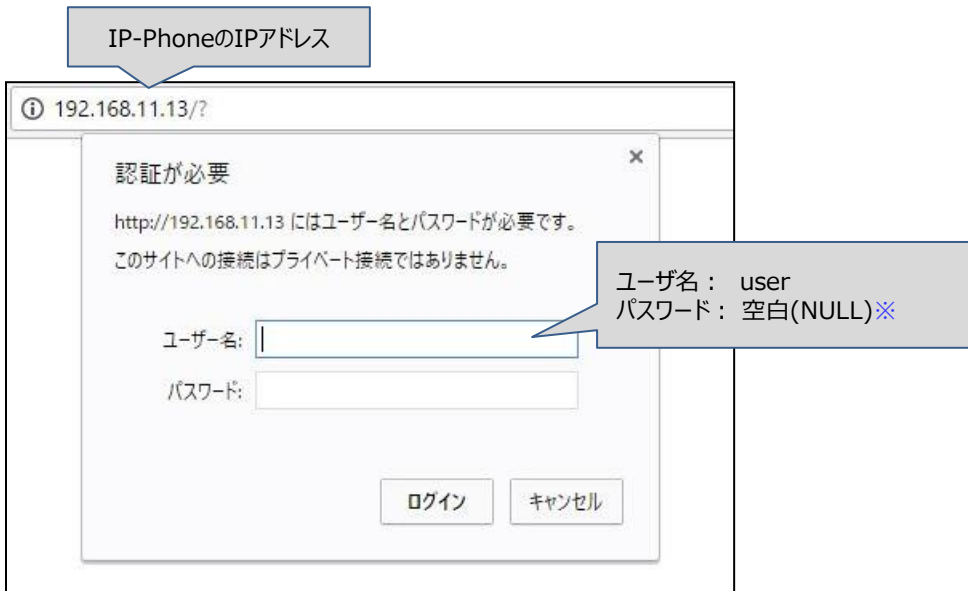 IP-PhoneのIPアドレス
192.168.11.13/?
認証が必要
×
http://192.168.11.13 にはユーザー名とパスワードが必要です。
このサイトへの接続はプライベート接続ではありません。
ユーザ名： user
パスワード： 空白(NULL)※
ユーザー名:
パスワード:
ログイン キャンセル